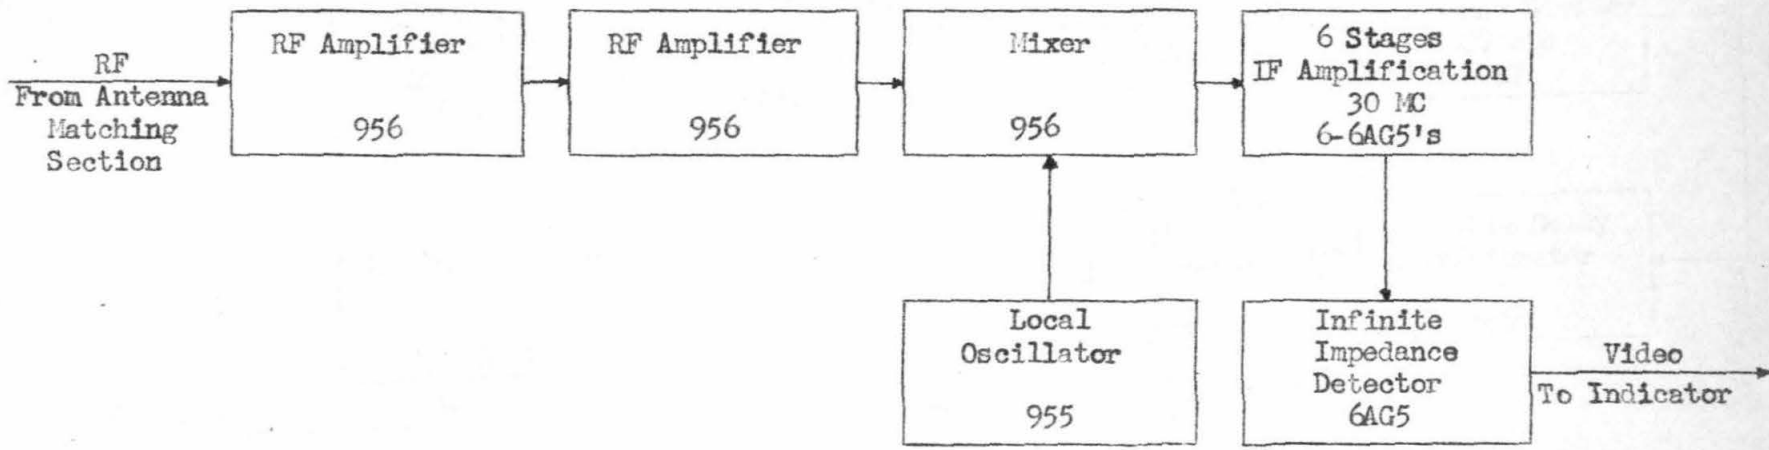 RF
From Antenna
Matching
Section
RF Amplifier
956
RF Amplifier
956
Mixer
956
6 Stages
IF Amplification
30 MC
6-6AG5's
Local
Oscillator
955
Infinite
Impedance
Detector
6AG5
Video
To Indicator